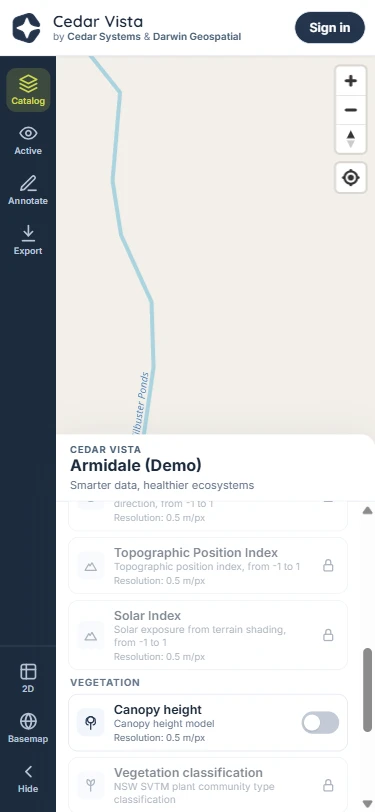 Cedar Vista
by Cedar Systems & Darwin Geospatial
Sign in
Catalog
Active
Annotate
Export
2D
Basemap
Hide
CEDAR VISTA
Armidale (Demo)
Smarter data, healthier ecosystems
direction, from -1 to 1
Resolution: 0.5 m/px
Topographic Position Index
Topographic position index, from -1 to 1
Resolution: 0.5 m/px
Solar Index
Solar exposure from terrain shading,
from -1 to 1
Resolution: 0.5 m/px
VEGETATION
Canopy height
Canopy height model
Resolution: 0.5 m/px
Vegetation classification
NSW SVTM plant community type
classification